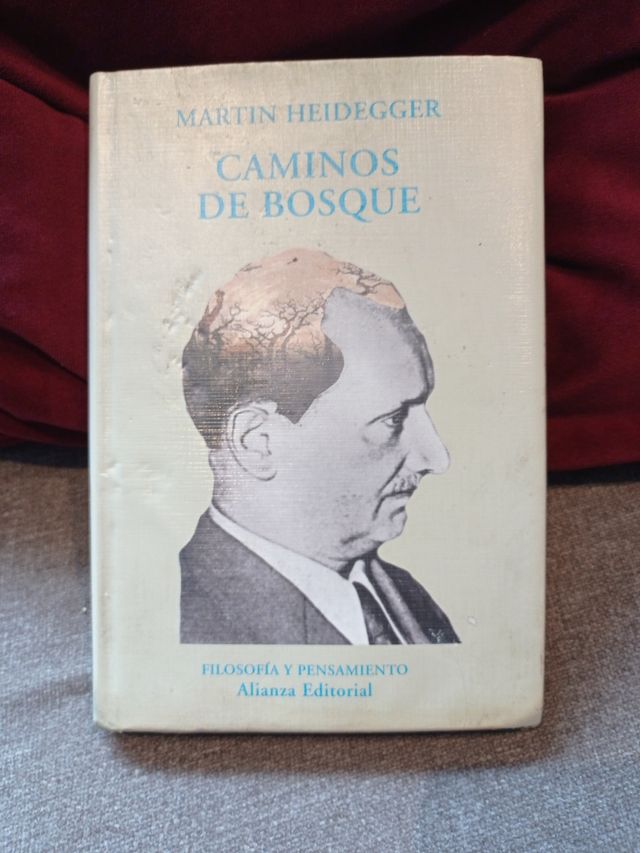 MARTIN HEIDEGGER
CAMINOS
DE BOSQUE
FILOSOFÍA Y PENSAMIENTO
Alianza Editorial